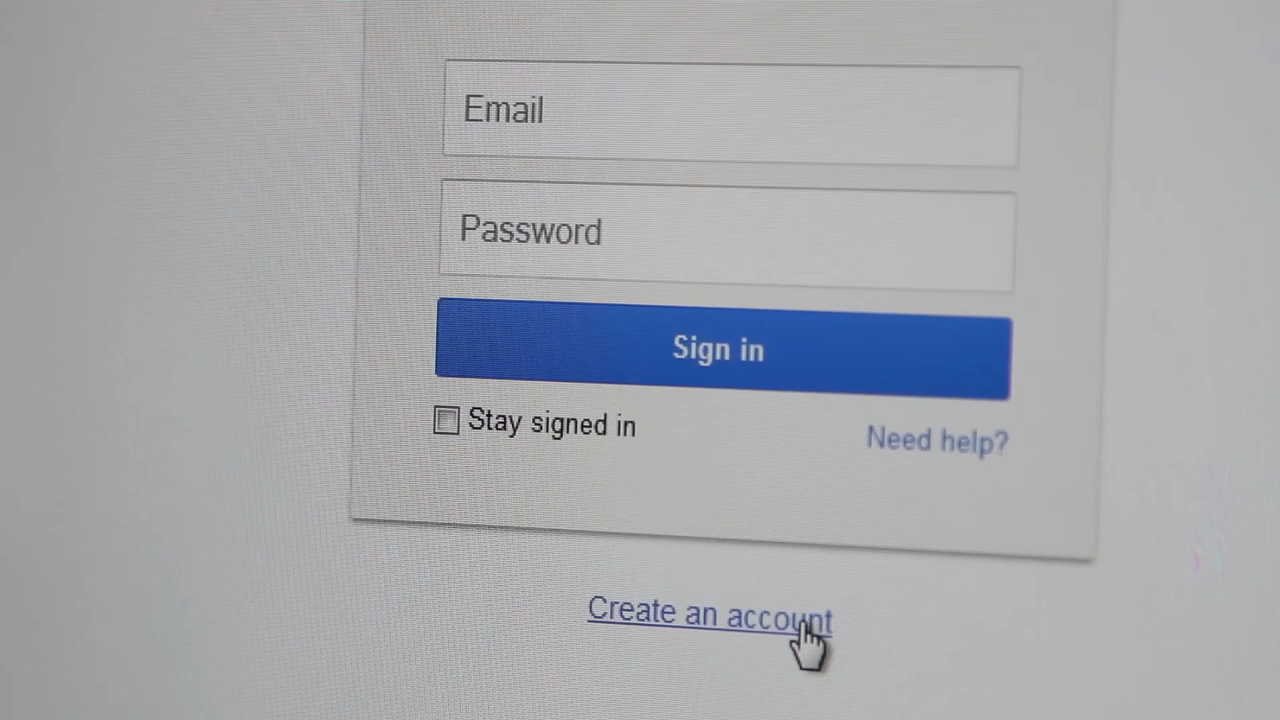 Email
Password
Sign in
Stay signed in
Need help?
Create an account